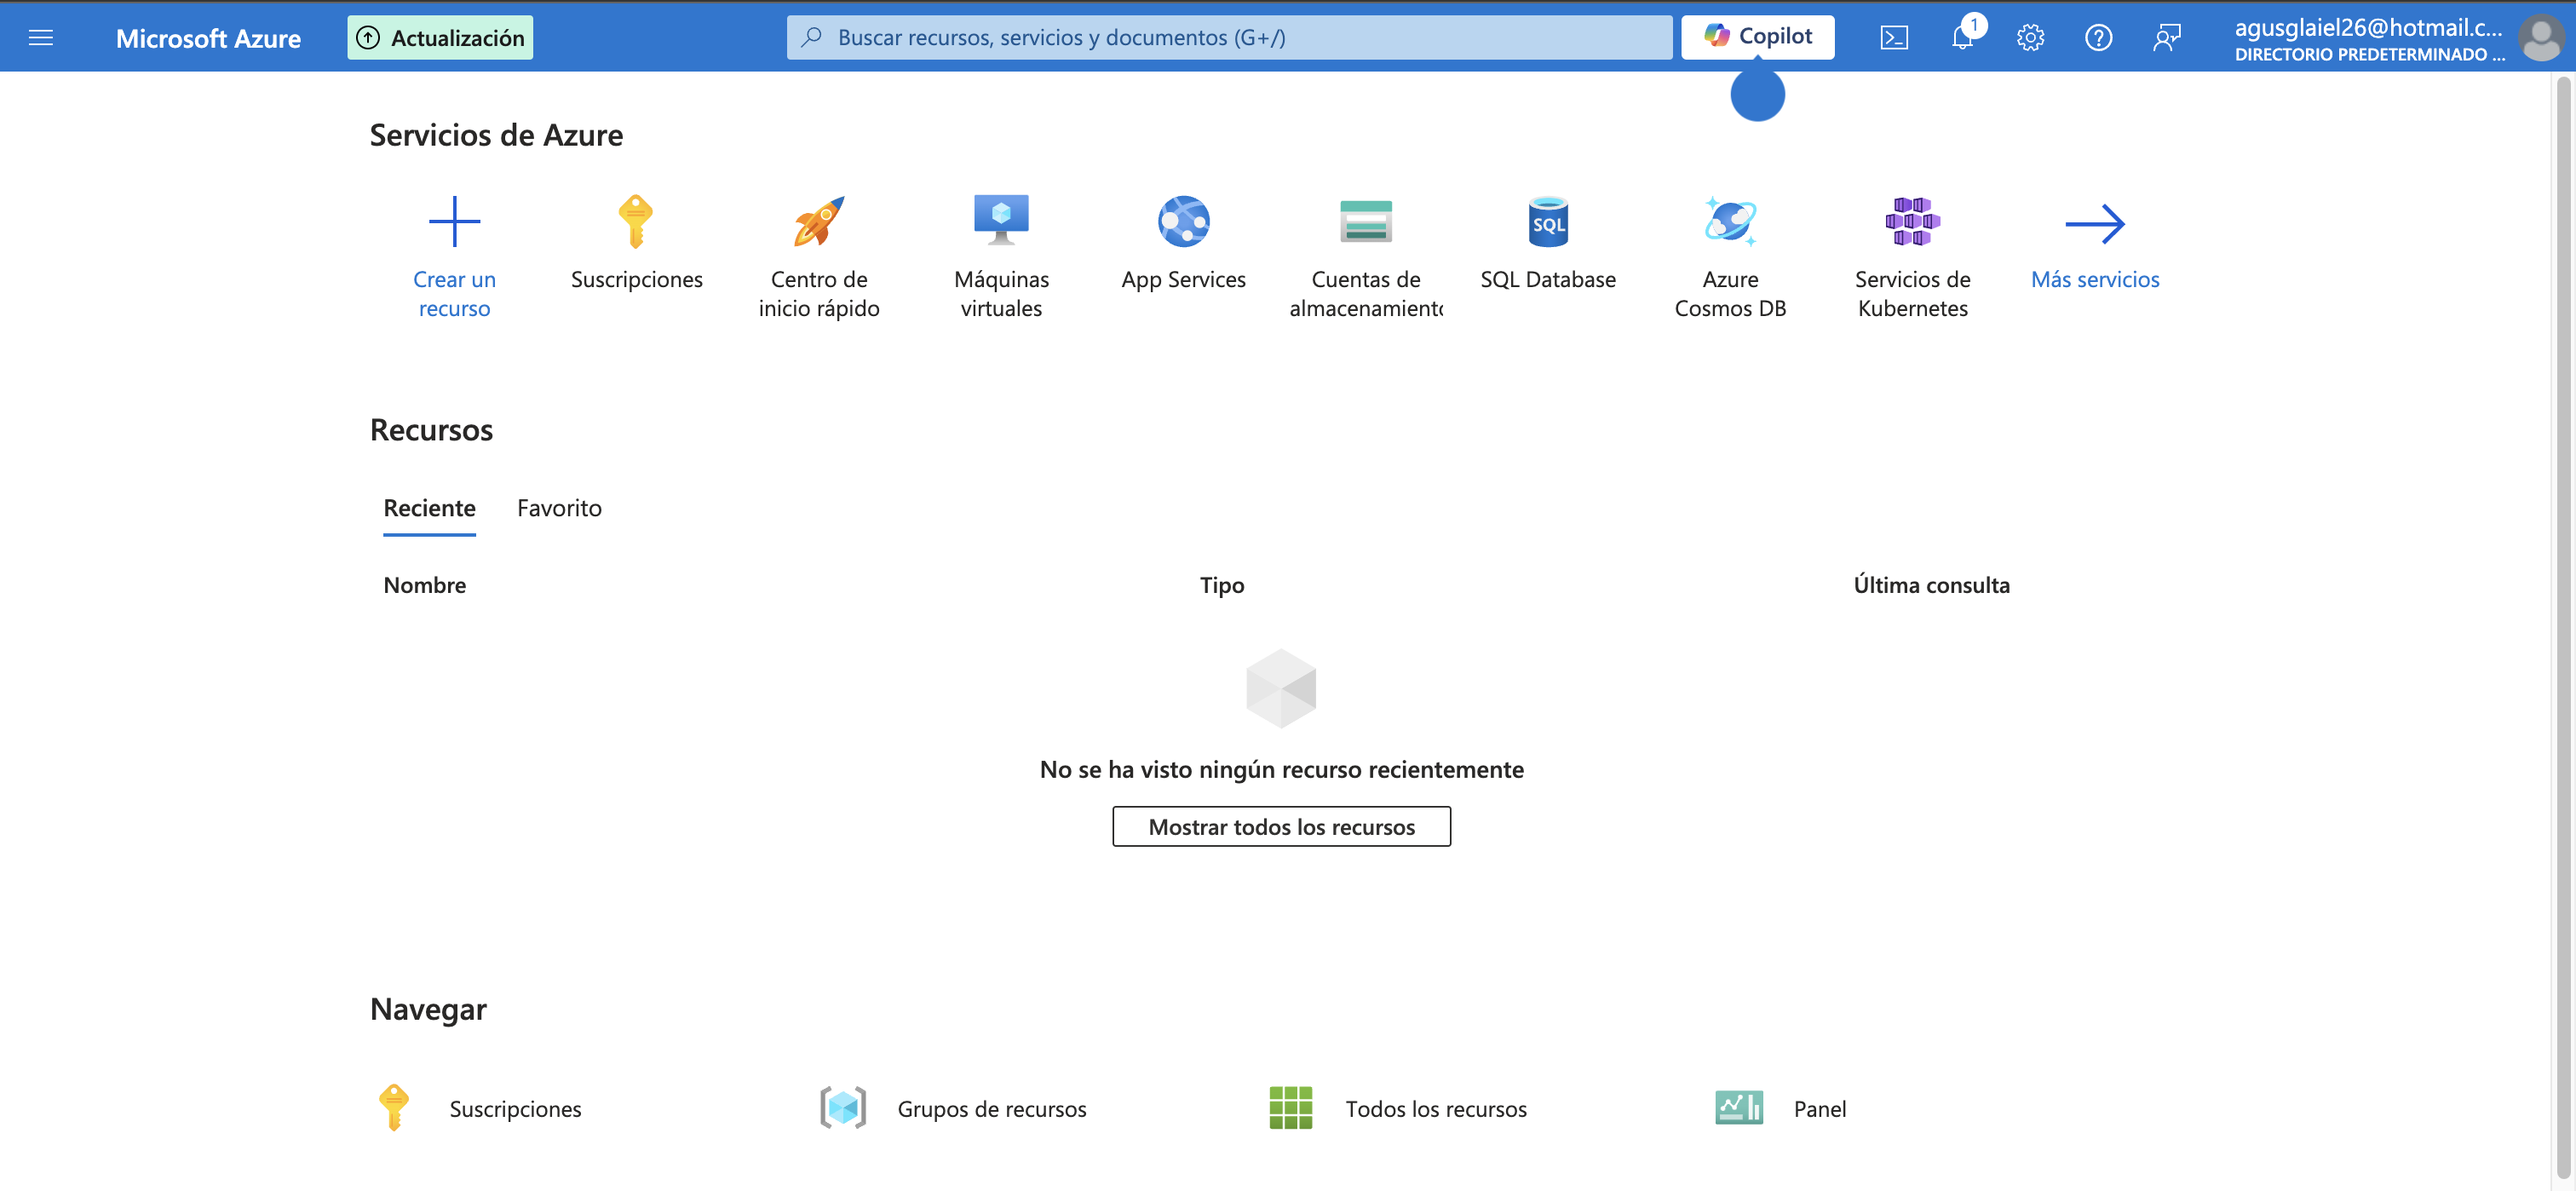 Microsoft Azure
Actualización
Buscar recursos, servicios y documentos (G+/)
Copilot
1
agusglaiel26@hotmail.c...
DIRECTORIO PREDETERMINADO ...
Servicios de Azure
Crear un
recurso
Suscripciones
Centro de
inicio rápido
Máquinas
virtuales
App Services
Cuentas de
almacenamiento
SQL
SQL Database
Azure
Cosmos DB
Servicios de
Kubernetes
Más servicios
Recursos
Reciente
Favorito
Nombre
Tipo
Última consulta
No se ha visto ningún recurso recientemente
Mostrar todos los recursos
Navegar
Suscripciones
Grupos de recursos
Todos los recursos
Panel